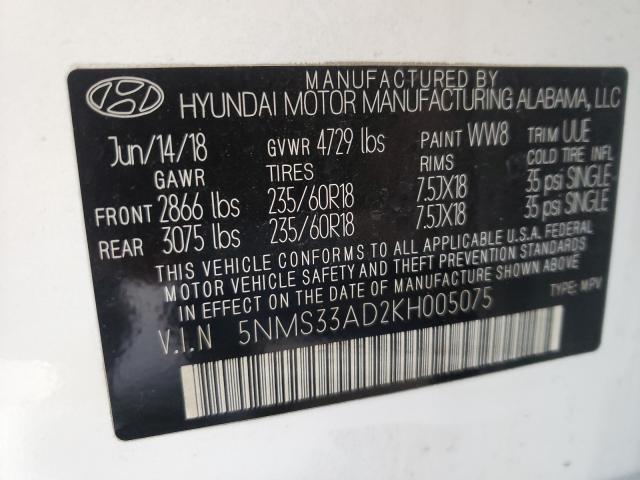 MANUFACTURED BY
HYUNDAI MOTOR MANUFACTURING ALABAMA, LLC
Jun/14/18 GVWR 4729 lbs PAINT WW8 TRIM UUE
GAWR TIRES RIMS COLD TIRE INFL
FRONT 2866 lbs 235/60R18 7.5JX18 35 psi SINGLE
REAR 3075 lbs 235/60R18 7.5JX18 35 psi SINGLE
THIS VEHICLE CONFORMS TO ALL APPLICABLE U.S.A. FEDERAL
MOTOR VEHICLE SAFETY AND THEFT PREVENTION STANDARDS
IN EFFECT ON THE DATE OF MANUFACTURE SHOWN ABOVE
V.I.N 5NMS33AD2KH005075 TYPE: MPV